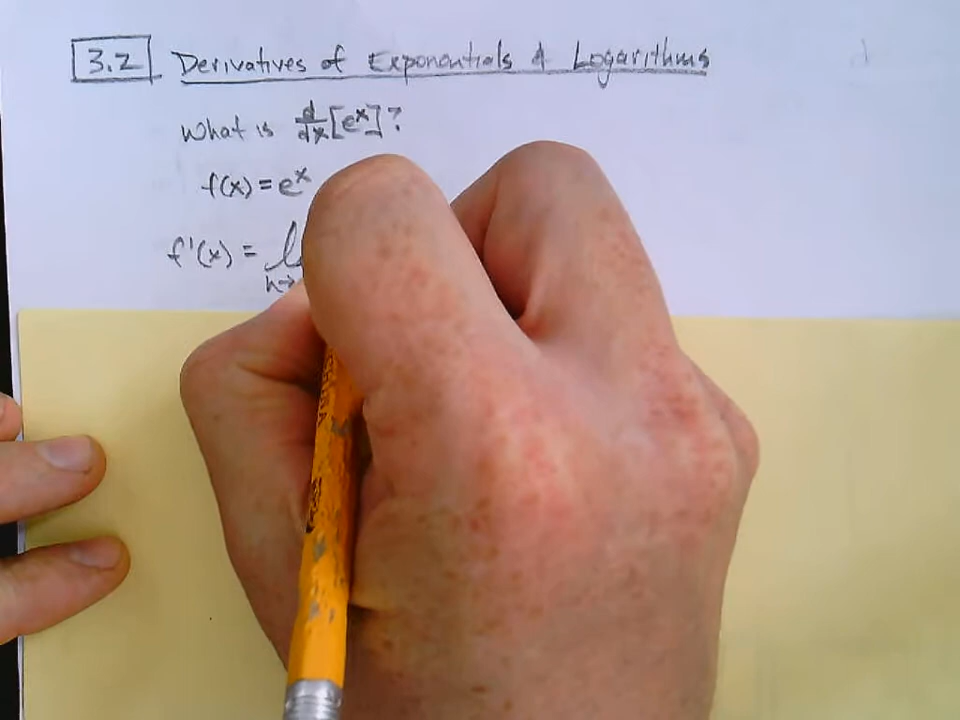 3.2 Derivatives of Exponentials & Logarithms
What is d/dx[e^x]?
f(x) = e^x
f'(x) =